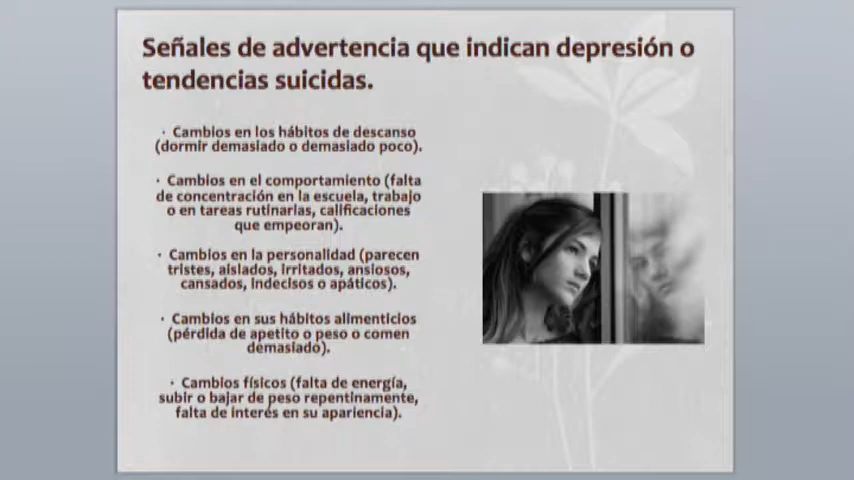 Señales de advertencia que indican depresión o
tendencias suicidas.
· Cambios en los hábitos de descanso
(dormir demasiado o demasiado poco).
· Cambios en el comportamiento (falta
de concentración en la escuela, trabajo
o en tareas rutinarias, calificaciones
que empeoran).
· Cambios en la personalidad (parecen
tristes, aislados, irritados, ansiosos,
cansados, indecisos o apáticos).
· Cambios en sus hábitos alimenticios
(pérdida de apetito o peso o comen
demasiado).
· Cambios físicos (falta de energía,
subir o bajar de peso repentinamente,
falta de interés en su apariencia).